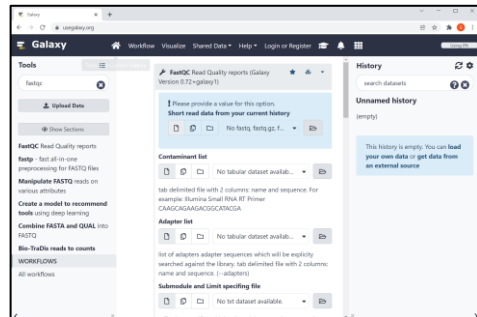 Galaxy
usegalaxy.org
Galaxy Workflow Visualize Shared Data Help Login or Register Using 0%
Tools
fastqc
Upload Data
Show Sections
FastQC Read Quality reports
fastp - fast all-in-one
preprocessing for FASTQ files
Manipulate FASTQ reads on
various attributes
Create a model to recommend
tools using deep learning
Combine FASTA and QUAL into
FASTQ
Bio-TraDis reads to counts
WORKFLOWS
All workflows
FastQC Read Quality reports (Galaxy
Version 0.72+galaxy1)
Please provide a value for this option.
Short read data from your current history
No fastq, fastq.gz, f...
Contaminant list
No tabular dataset availab...
tab delimited file with 2 columns: name and sequence. For
example: Illumina Small RNA RT Primer
CAAGCAGAAGACGGCATACGA
Adapter list
No tabular dataset availab...
list of adapters adapter sequences which will be explicity
searched against the library. tab delimited file with 2 columns:
name and sequence. (--adapters)
Submodule and Limit specifing file
No txt dataset available.
History
search datasets
Unnamed history
(empty)
This history is empty. You can load
your own data or get data from
an external source